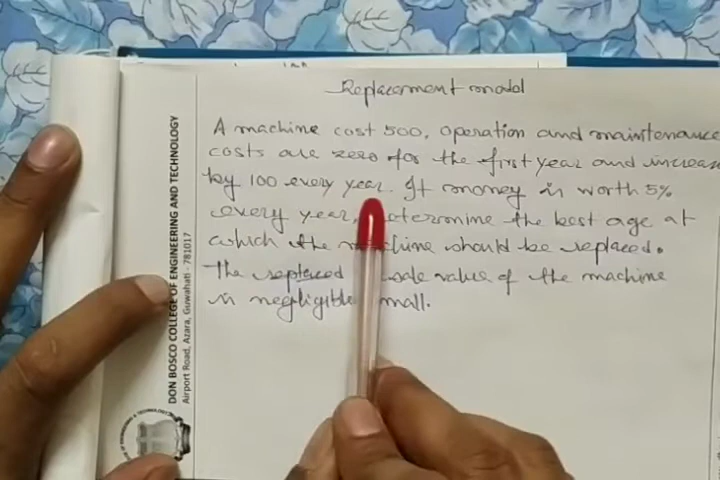 Replacement model
A machine cost 500, operation and maintenance
costs are zero for the first year and increas
by 100 every year. If money is worth 5%
every year, determine the best age at
which the machine should be replaced.
The sale value of the machine
is negligible small.
DON BOSCO COLLEGE OF ENGINEERING AND TECHNOLOGY
Airport Road, Azara, Guwahati - 781017